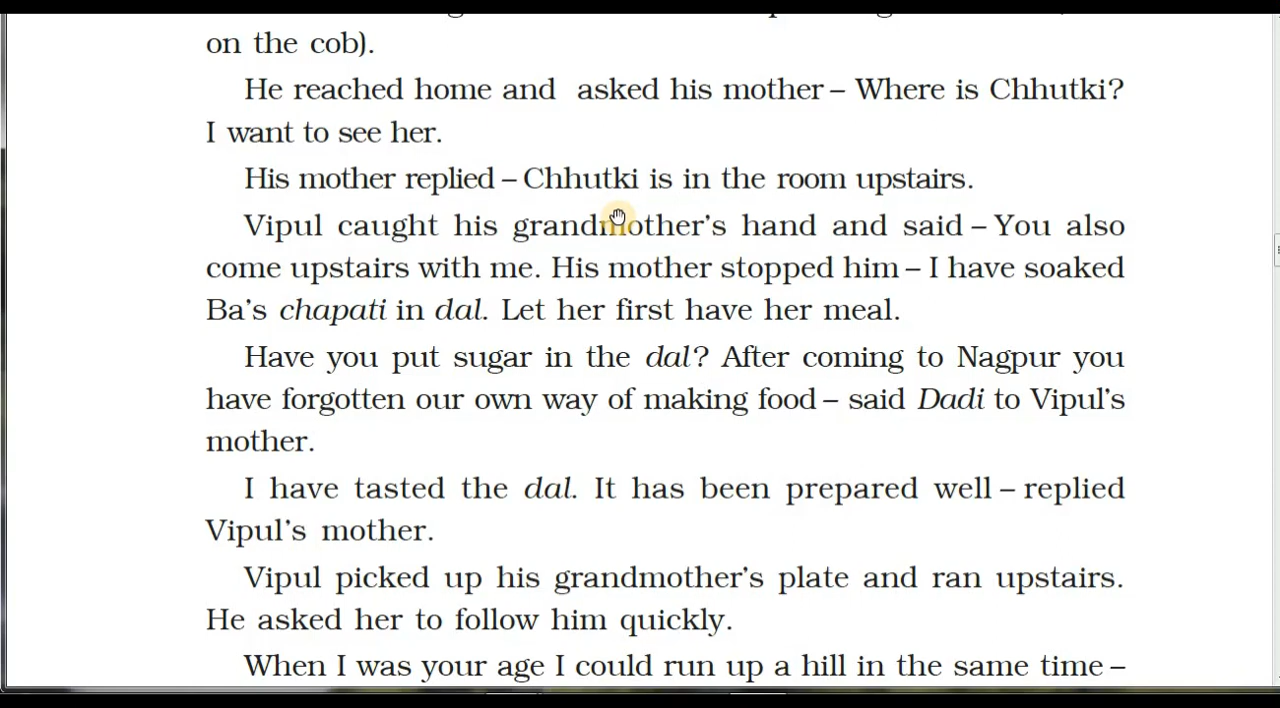 on the cob).
He reached home and asked his mother – Where is Chhutki?
I want to see her.
His mother replied – Chhutki is in the room upstairs.
Vipul caught his grandmother's hand and said – You also
come upstairs with me. His mother stopped him – I have soaked
Ba's chapati in dal. Let her first have her meal.
Have you put sugar in the dal? After coming to Nagpur you
have forgotten our own way of making food – said Dadi to Vipul's
mother.
I have tasted the dal. It has been prepared well – replied
Vipul's mother.
Vipul picked up his grandmother's plate and ran upstairs.
He asked her to follow him quickly.
When I was your age I could run up a hill in the same time –